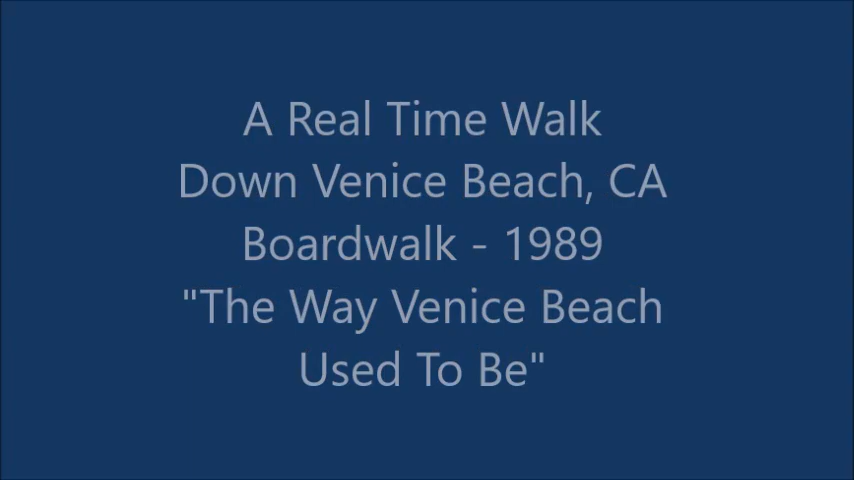 A Real Time Walk
Down Venice Beach, CA
Boardwalk - 1989
"The Way Venice Beach
Used To Be"